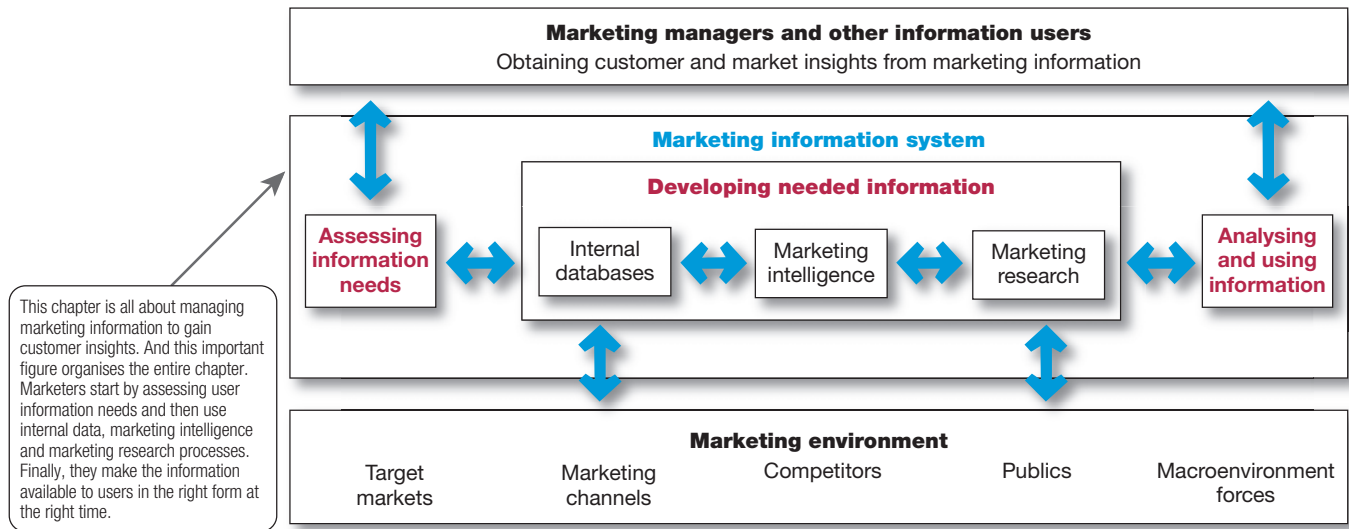 Marketing managers and other information users
Obtaining customer and market insights from marketing information
Marketing information system
Developing needed information
Assessing
information
needs
Internal
databases
Marketing
intelligence
Marketing
research
Analysing
and using
information
This chapter is all about managing
marketing information to gain
customer insights. And this important
figure organises the entire chapter.
Marketers start by assessing user
information needs and then use
internal data, marketing intelligence
and marketing research processes.
Finally, they make the information
available to users in the right form at
the right time.
Marketing environment
Target
markets
Marketing
channels
Competitors
Publics
Macroenvironment
forces